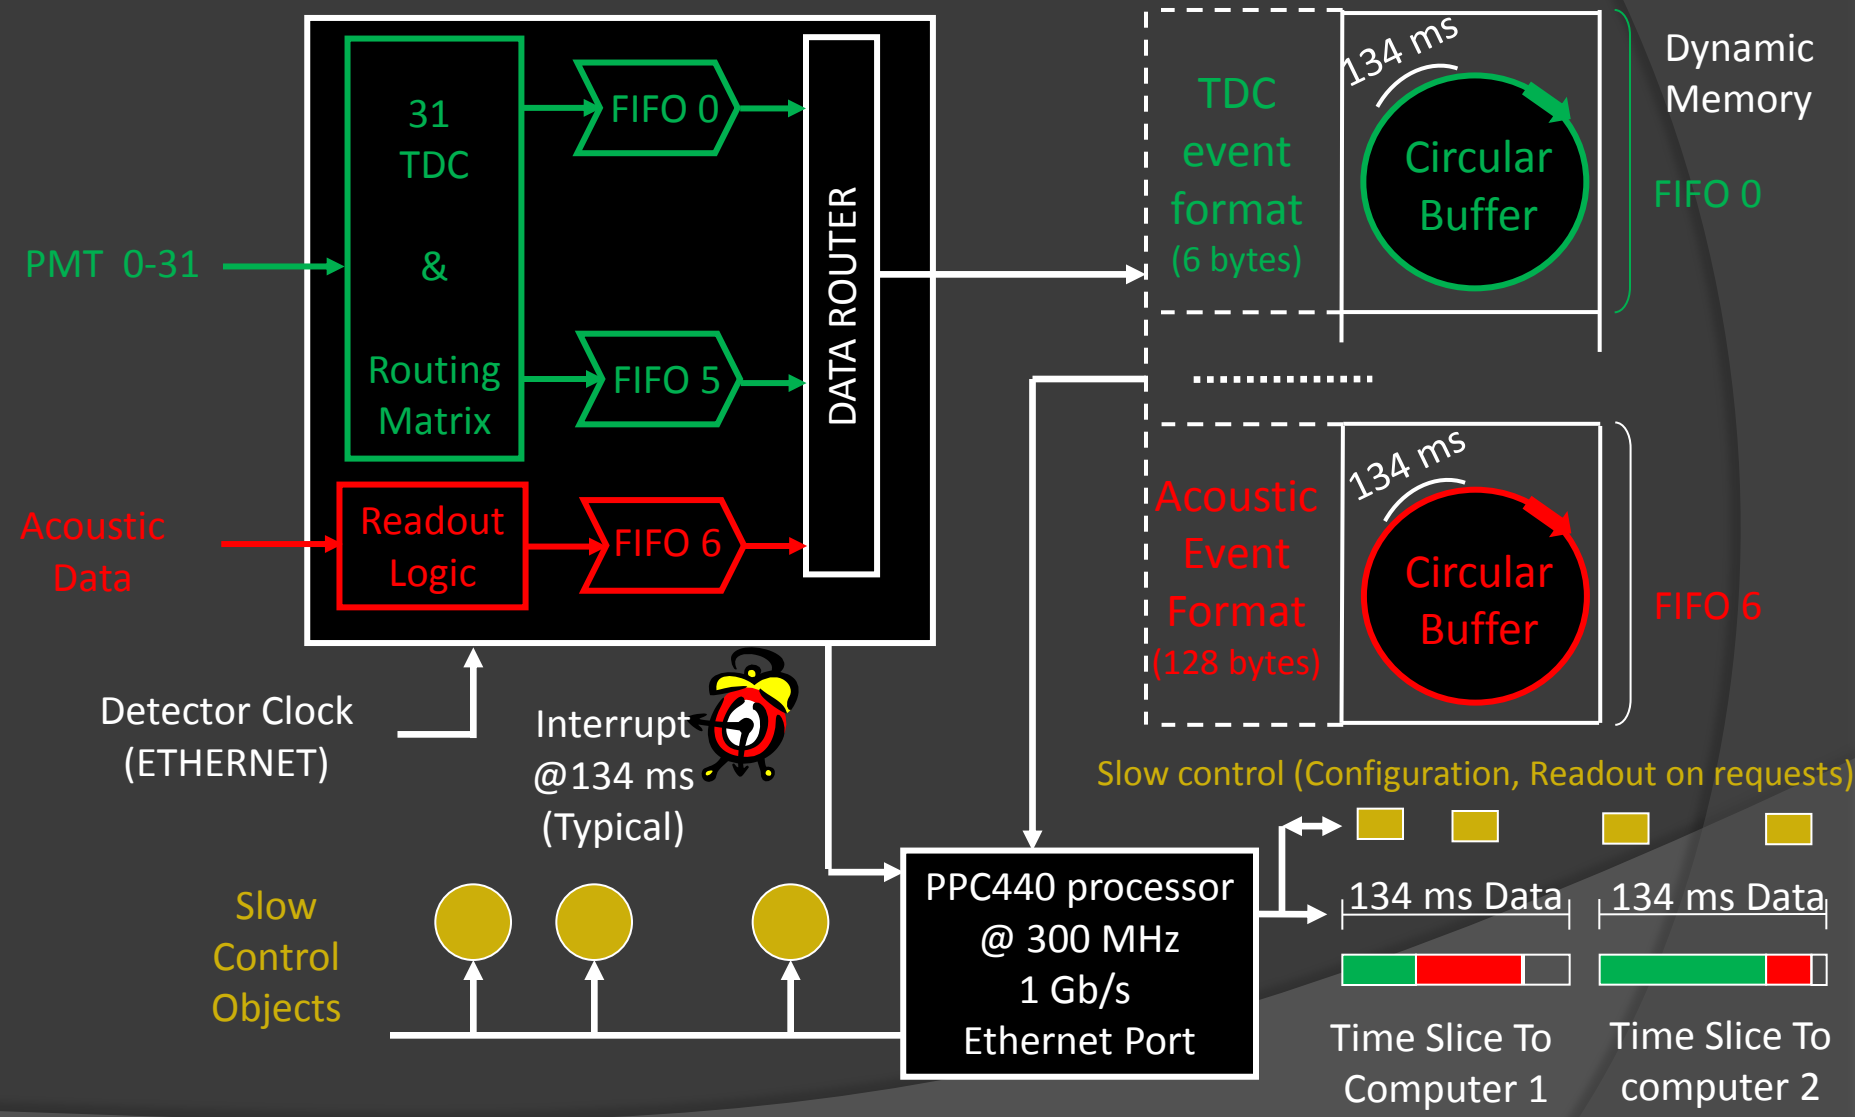 31
TDC
&
Routing
Matrix
FIFO 0
FIFO 5
DATA ROUTER
PMT  0-31
Acoustic
Data
Readout
Logic
FIFO 6
TDC
event
format
(6 bytes)
134 ms
Circular
Buffer
Dynamic
Memory
FIFO 0
Acoustic
Event
Format
(128 bytes)
134 ms
Circular
Buffer
FIFO 6
Detector Clock
(ETHERNET)
Interrupt
@134 ms
(Typical)
Slow control (Configuration, Readout on requests)
Slow
Control
Objects
PPC440 processor
@ 300 MHz
1 Gb/s
Ethernet Port
134 ms Data
134 ms Data
Time Slice To
Computer 1
Time Slice To
computer 2